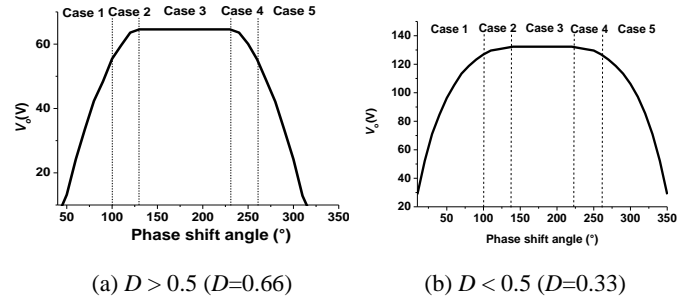 Case 1 Case 2 Case 3 Case 4 Case 5
60
40
20
Vo(V)
50 100 150 200 250 300 350
Phase shift angle (°)
(a) D > 0.5 (D=0.66)
Case 1 Case 2 Case 3 Case 4 Case 5
140
120
100
80
60
40
20
Vo(V)
50 100 150 200 250 300 350
Phase shift angle (°)
(b) D < 0.5 (D=0.33)